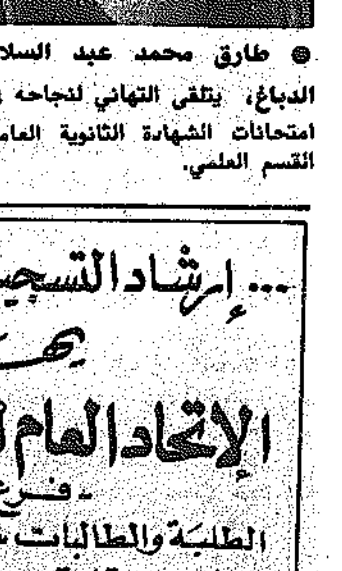 طارق محمد عبد السلا
الدباغ، يتلقى التهاني لنجاحه
امتحانات الشهادة الثانوية العام
القسم العلمي.
... إرشاد التسجي
يهـ
الإتحاد العام ل
- فرع
الطلبة والطالبات